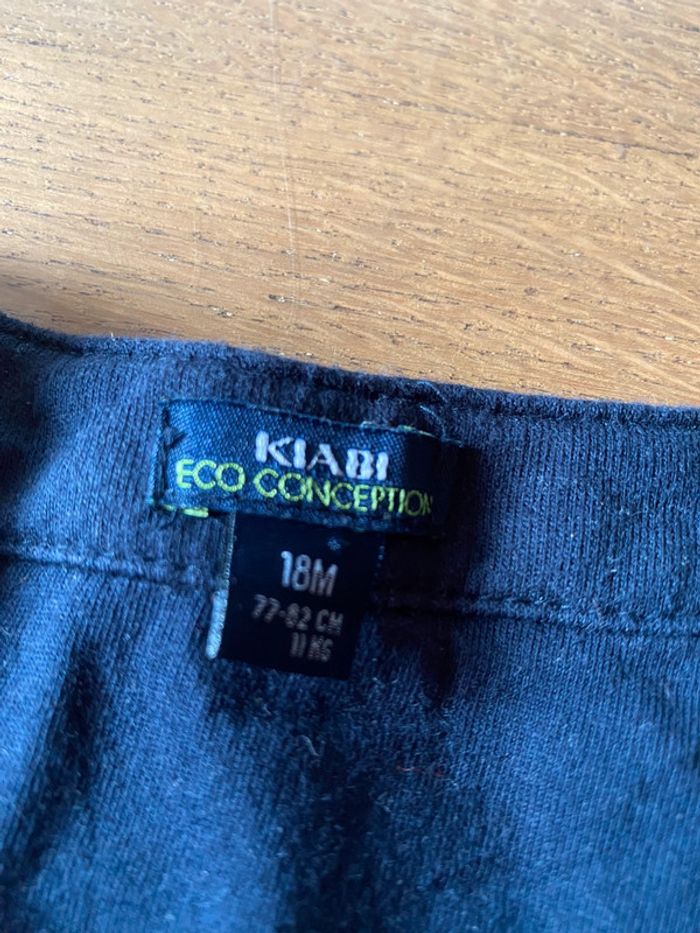 KIABI
ECO CONCEPTION
18M
77-82 CM
11 KG